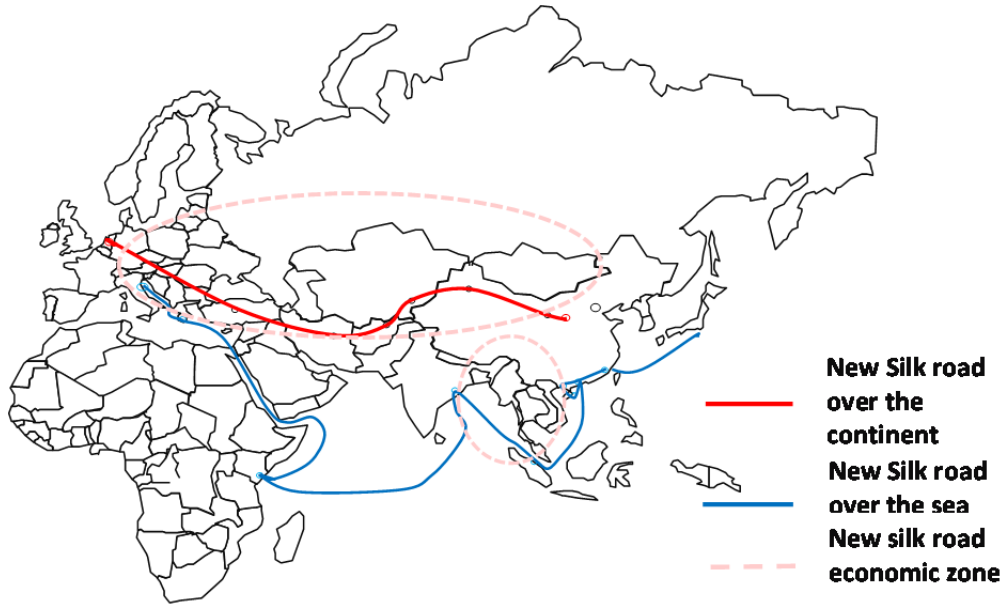 New Silk road
over the
continent
New Silk road
over the sea
New silk road
economic zone